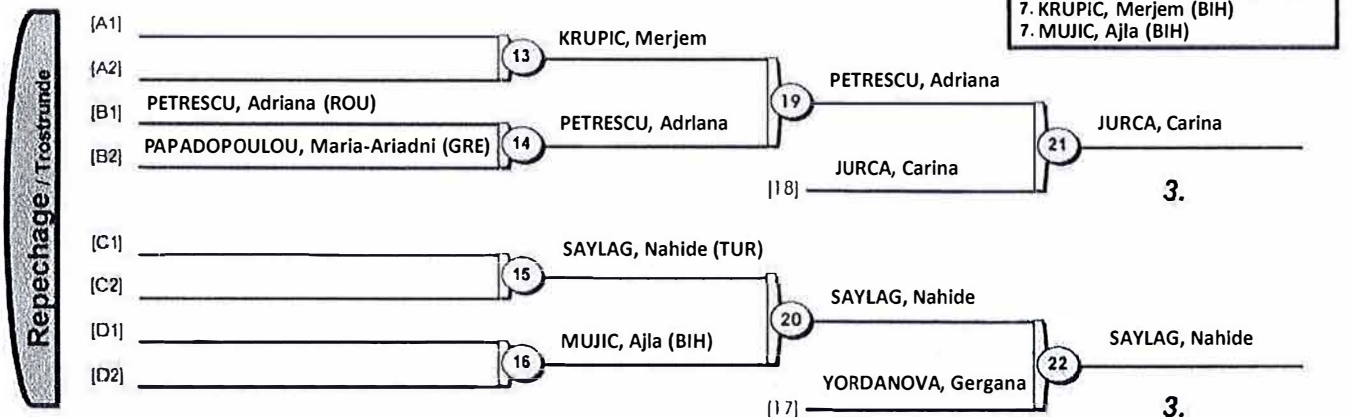 7. KRUPIC, Merjem (BIH)
7. MUJIC, Ajla (BIH)
Repechage / Trostrunde
[A1]
13
KRUPIC, Merjem
[A2]
19
PETRESCU, Adriana
[B1] PETRESCU, Adriana (ROU)
14
PETRESCU, Adriana
[B2] PAPADOPOULOU, Maria-Ariadni (GRE)
21
JURCA, Carina
[18] JURCA, Carina
3.
[C1]
15
SAYLAG, Nahide (TUR)
[C2]
20
SAYLAG, Nahide
[D1]
16
MUJIC, Ajla (BIH)
[D2]
22
SAYLAG, Nahide
[17] YORDANOVA, Gergana
3.